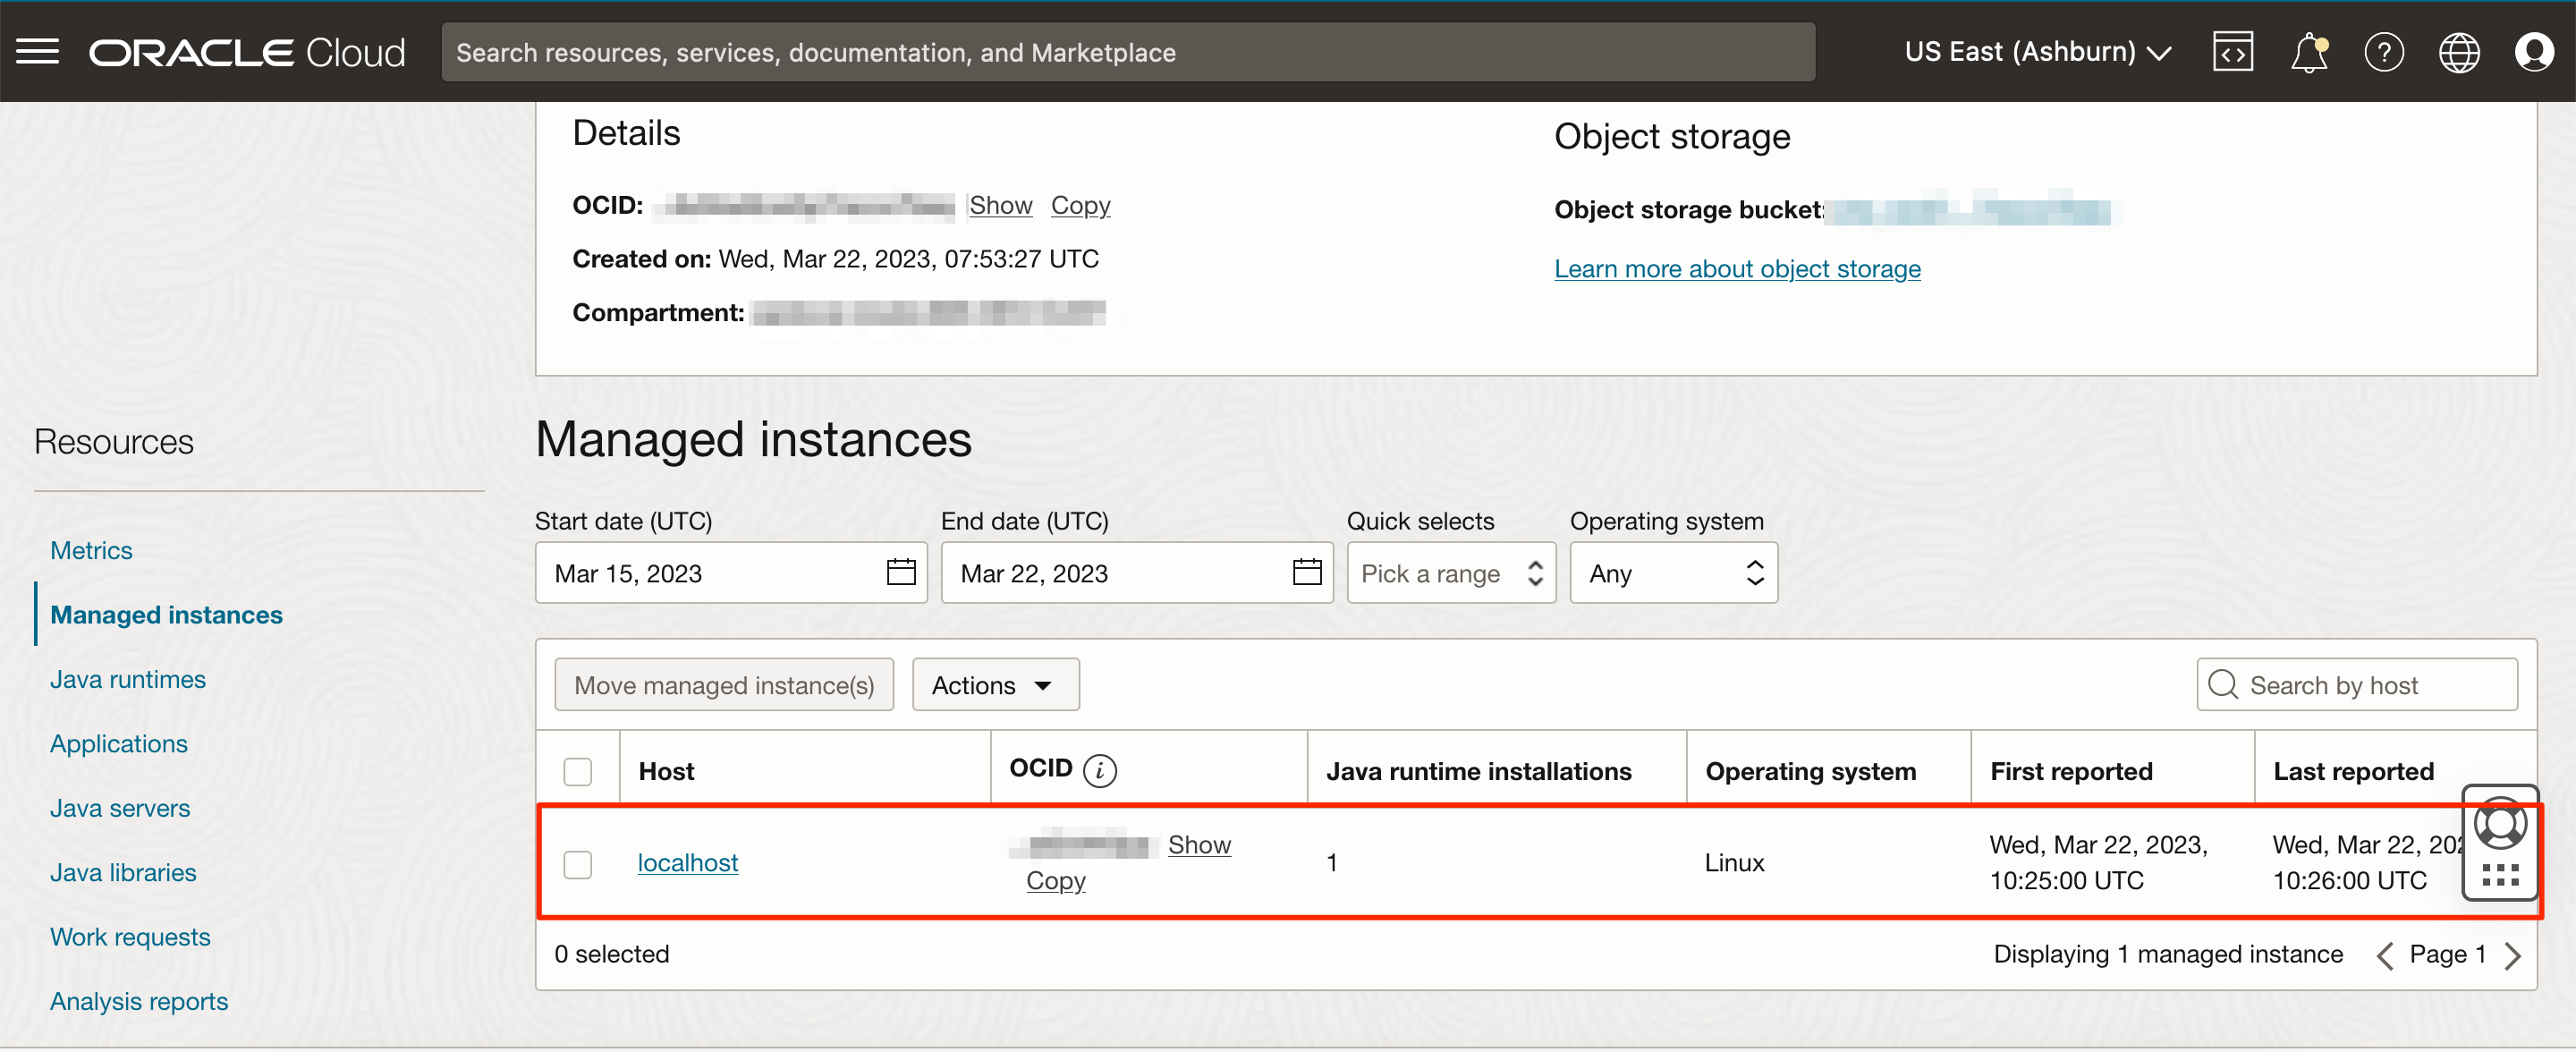 ORACLE Cloud
Search resources, services, documentation, and Marketplace
US East (Ashburn)
Details
OCID: Show Copy
Created on: Wed, Mar 22, 2023, 07:53:27 UTC
Compartment:
Object storage
Object storage bucket:
Learn more about object storage
Resources
Metrics
Managed instances
Java runtimes
Applications
Java servers
Java libraries
Work requests
Analysis reports
Managed instances
Start date (UTC) End date (UTC) Quick selects Operating system
Mar 15, 2023 Mar 22, 2023 Pick a range Any
Move managed instance(s) Actions Search by host
Host OCID i Java runtime installations Operating system First reported Last reported
localhost Show 1 Linux Wed, Mar 22, 2023, Wed, Mar 22,
Copy 10:25:00 UTC 10:26:00 UTC
0 selected Displaying 1 managed instance Page 1